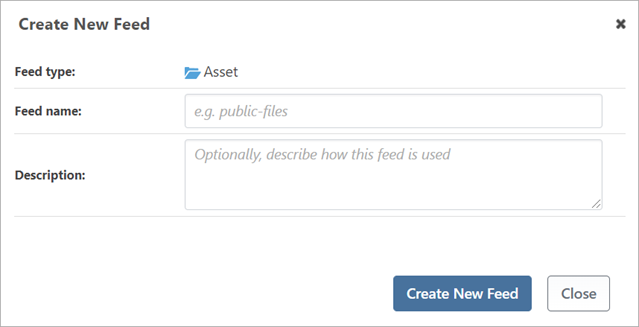 Create New Feed
Feed type: Asset
Feed name: e.g. public-files
Description: Optionally, describe how this feed is used
Create New Feed Close